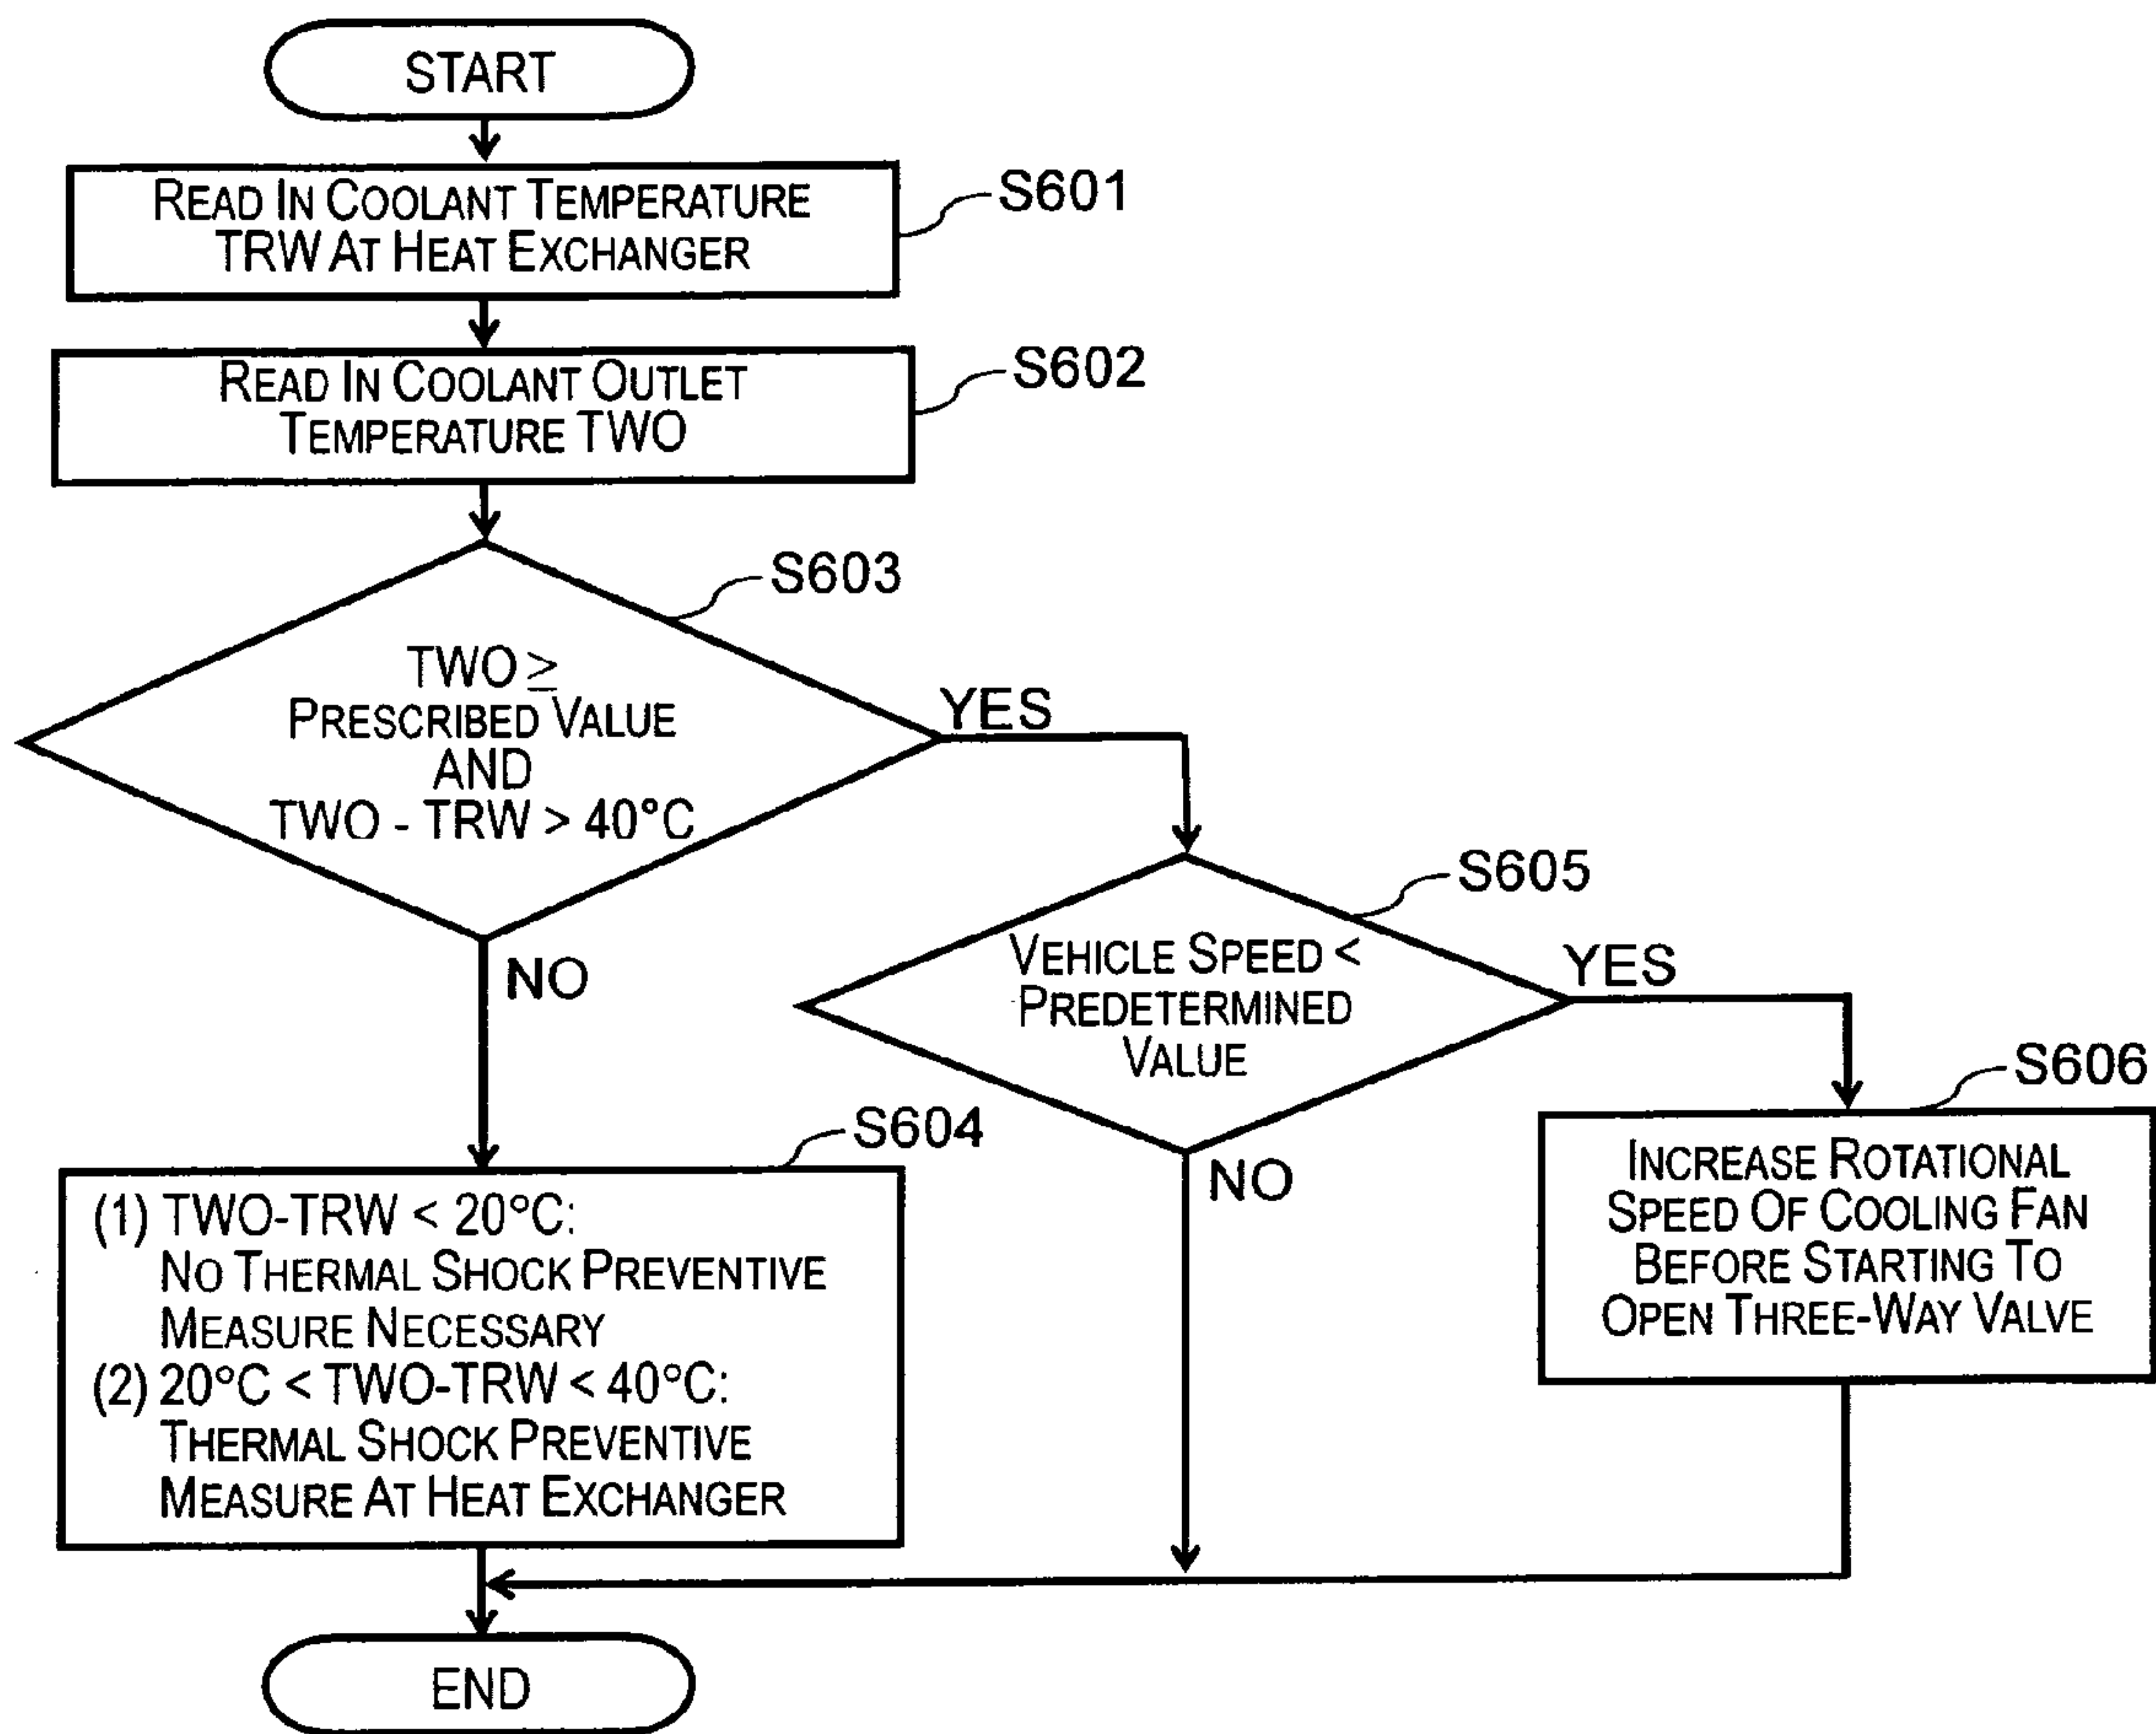 START
READ IN COOLANT TEMPERATURE
TRW AT HEAT EXCHANGER
S601
READ IN COOLANT OUTLET
TEMPERATURE TWO
S602
S603
TWO ≥
PRESCRIBED VALUE
AND
TWO - TRW > 40°C
YES
NO
S605
VEHICLE SPEED <
PREDETERMINED
VALUE
YES
NO
S606
INCREASE ROTATIONAL
SPEED OF COOLING FAN
BEFORE STARTING TO
OPEN THREE-WAY VALVE
S604
(1) TWO-TRW < 20°C:
NO THERMAL SHOCK PREVENTIVE
MEASURE NECESSARY
(2) 20°C < TWO-TRW < 40°C:
THERMAL SHOCK PREVENTIVE
MEASURE AT HEAT EXCHANGER
END